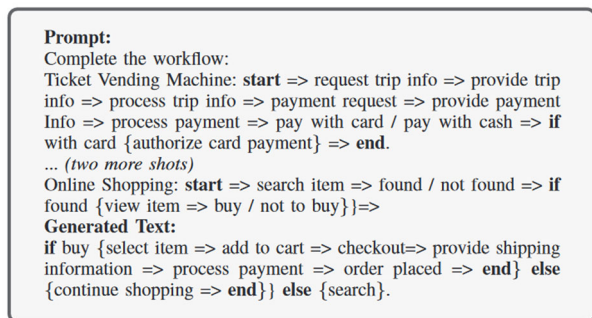 Prompt:
Complete the workflow:
Ticket Vending Machine: start => request trip info => provide trip
info => process trip info => payment request => provide payment
Info => process payment => pay with card / pay with cash => if
with card {authorize card payment} => end.
... (two more shots)
Online Shopping: start => search item => found / not found => if
found {view item => buy / not to buy}}=>
Generated Text:
if buy {select item => add to cart => checkout=> provide shipping
information => process payment => order placed => end} else
{continue shopping => end}} else {search}.